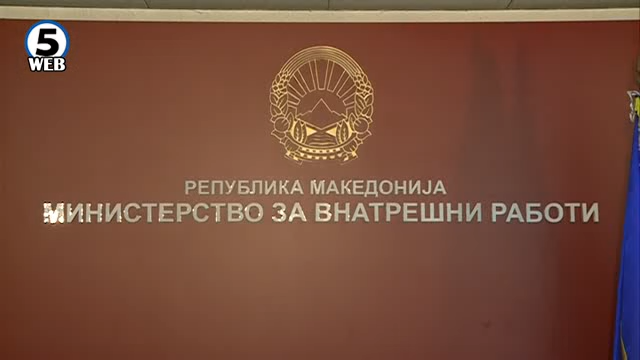 5
WEB
РЕПУБЛИКА МАКЕДОНИЈА
МИНИСТЕРСТВО ЗА ВНАТРЕШНИ РАБОТИ